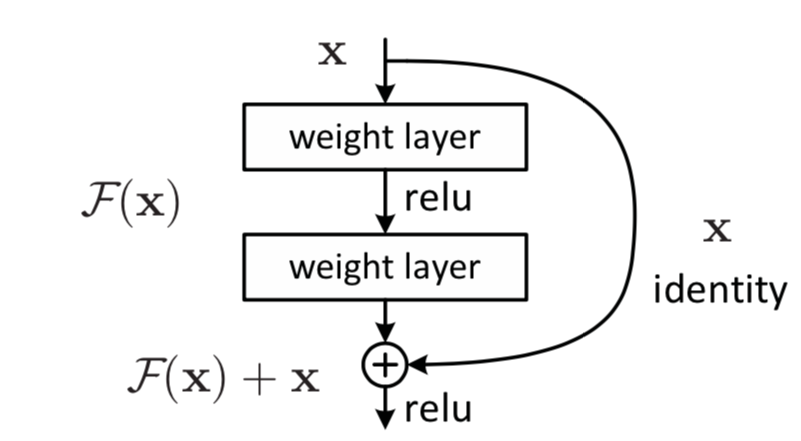 x
weight layer
F(x)
relu
x
weight layer
identity
F(x) + x
+
relu